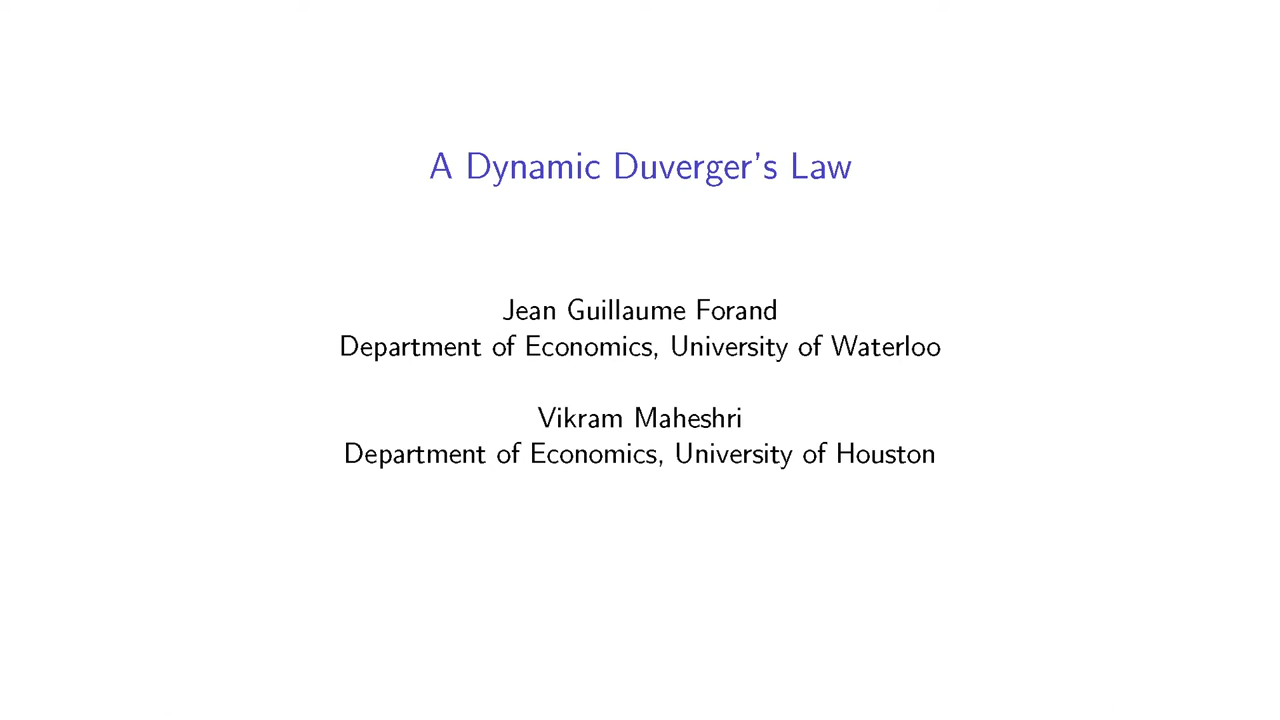 A Dynamic Duverger's Law
Jean Guillaume Forand
Department of Economics, University of Waterloo
Vikram Maheshri
Department of Economics, University of Houston